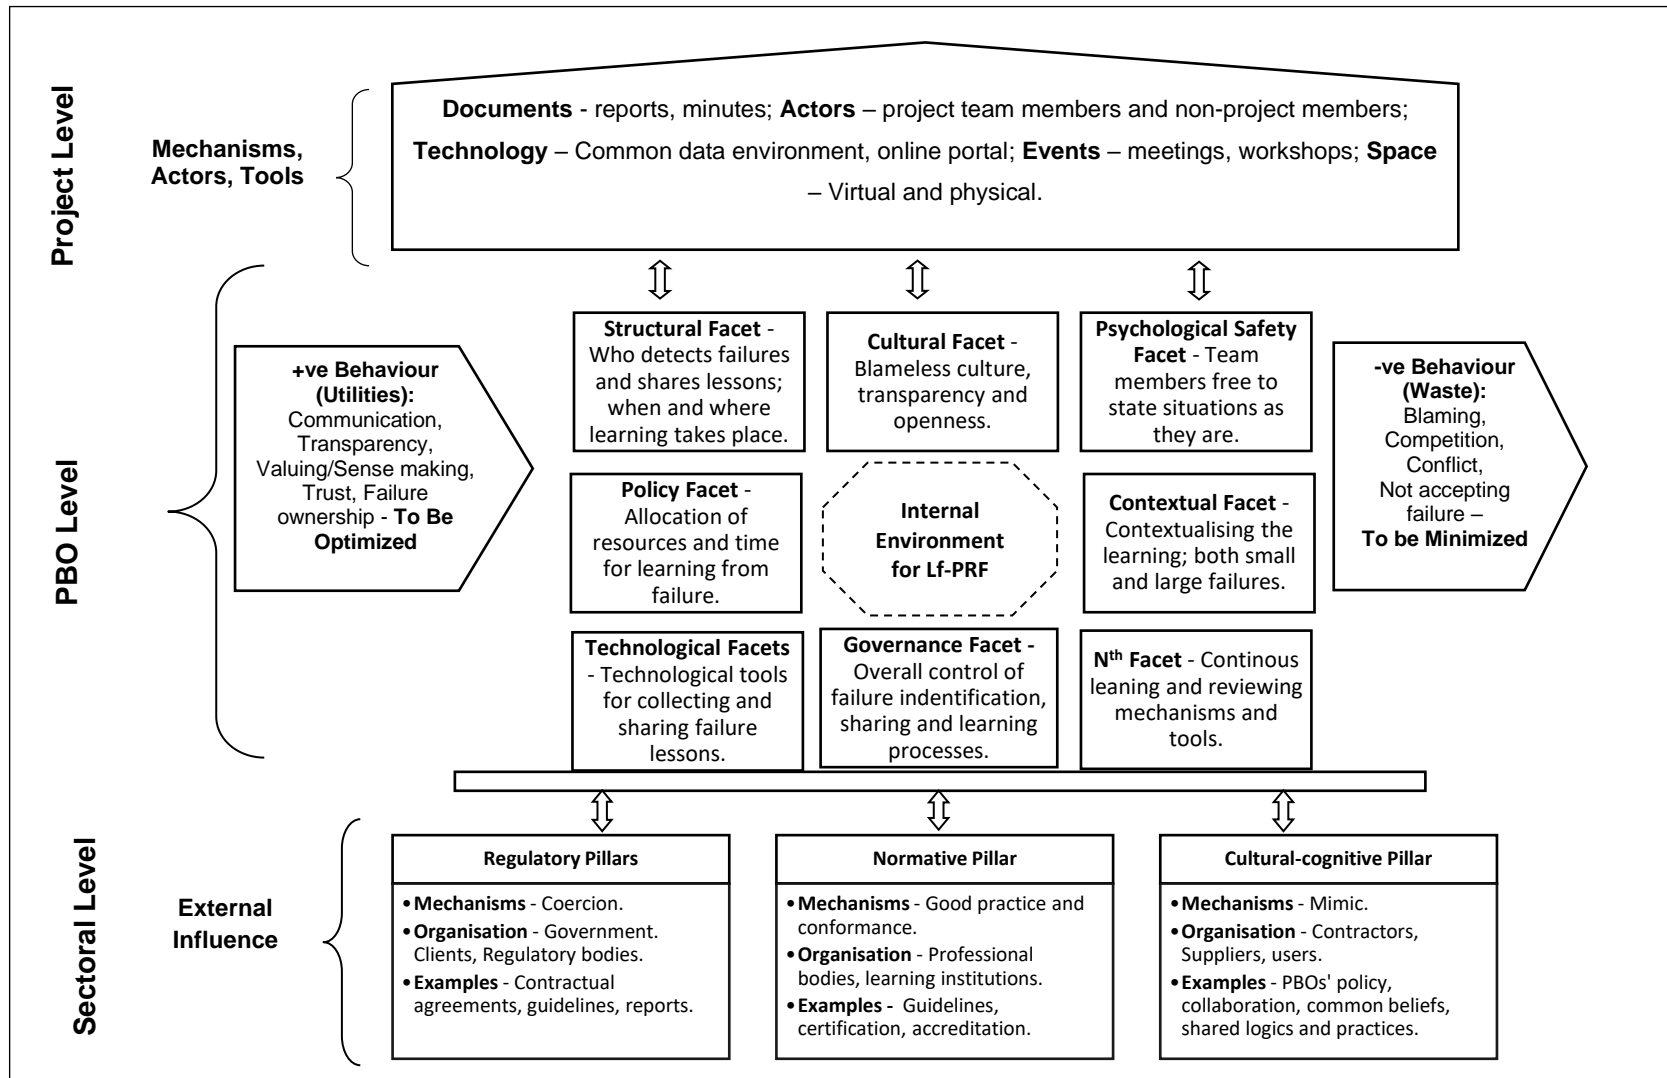 Project Level
Mechanisms,
Actors, Tools
Documents - reports, minutes; Actors – project team members and non-project members;
Technology – Common data environment, online portal; Events – meetings, workshops; Space
– Virtual and physical.
PBO Level
+ve Behaviour
(Utilities):
Communication,
Transparency,
Valuing/Sense making,
Trust, Failure
ownership - To Be
Optimized
Structural Facet -
Who detects failures
and shares lessons;
when and where
learning takes place.
Cultural Facet -
Blameless culture,
transparency and
openness.
Psychological Safety
Facet - Team
members free to
state situations as
they are.
-ve Behaviour
(Waste):
Blaming,
Competition,
Conflict,
Not accepting
failure –
To be Minimized
Policy Facet -
Allocation of
resources and time
for learning from
failure.
Internal
Environment
for Lf-PRF
Contextual Facet -
Contextualising the
learning; both small
and large failures.
Technological Facets
- Technological tools
for collecting and
sharing failure
lessons.
Governance Facet -
Overall control of
failure indentification,
sharing and learning
processes.
Nth Facet - Continous
leaning and reviewing
mechanisms and
tools.
Sectoral Level
External
Influence
Regulatory Pillars
• Mechanisms - Coercion.
• Organisation - Government.
Clients, Regulatory bodies.
• Examples - Contractual
agreements, guidelines, reports.
Normative Pillar
• Mechanisms - Good practice and
conformance.
• Organisation - Professional
bodies, learning institutions.
• Examples - Guidelines,
certification, accreditation.
Cultural-cognitive Pillar
• Mechanisms - Mimic.
• Organisation - Contractors,
Suppliers, users.
• Examples - PBOs' policy,
collaboration, common beliefs,
shared logics and practices.